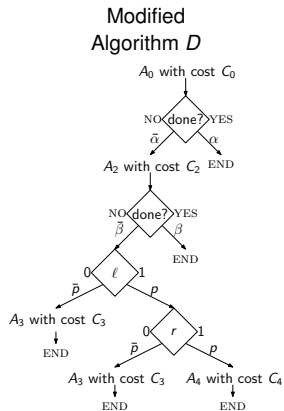 Modified
Algorithm D
A₀ with cost C₀
NO done? YES
ᾱ α
A₂ with cost C₂ END
NO done? YES
β̄ β
END
0 ℓ 1
p̄ p
A₃ with cost C₃ 0 r 1
END
p̄ p
A₃ with cost C₃ A₄ with cost C₄
END END